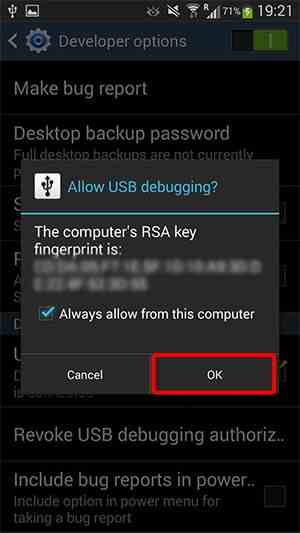 R 71% 19:21
Developer options
Make bug report
Desktop backup password
Full desktop backups are not currently
Allow USB debugging?
The computer's RSA key
fingerprint is:
Always allow from this computer
Cancel
OK
Revoke USB debugging authoriz..
Include bug reports in power..
Include option in power menu for
taking a bug report